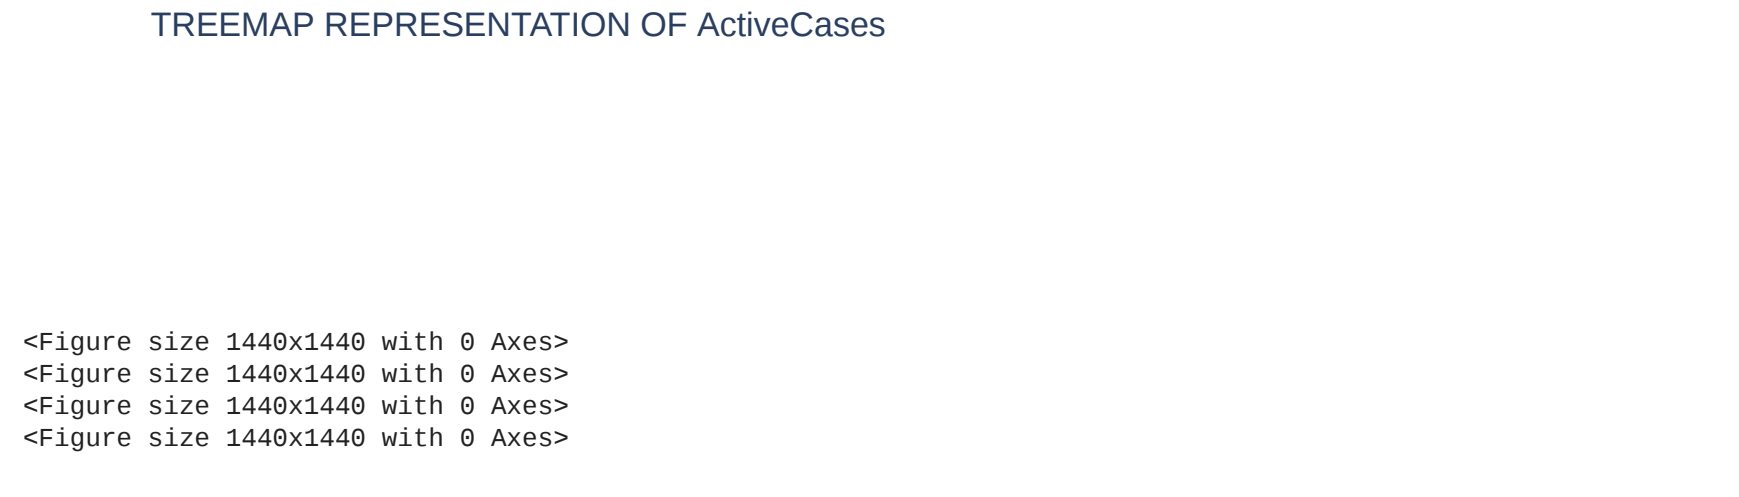 TREEMAP REPRESENTATION OF ActiveCases
<Figure size 1440x1440 with 0 Axes>
<Figure size 1440x1440 with 0 Axes>
<Figure size 1440x1440 with 0 Axes>
<Figure size 1440x1440 with 0 Axes>